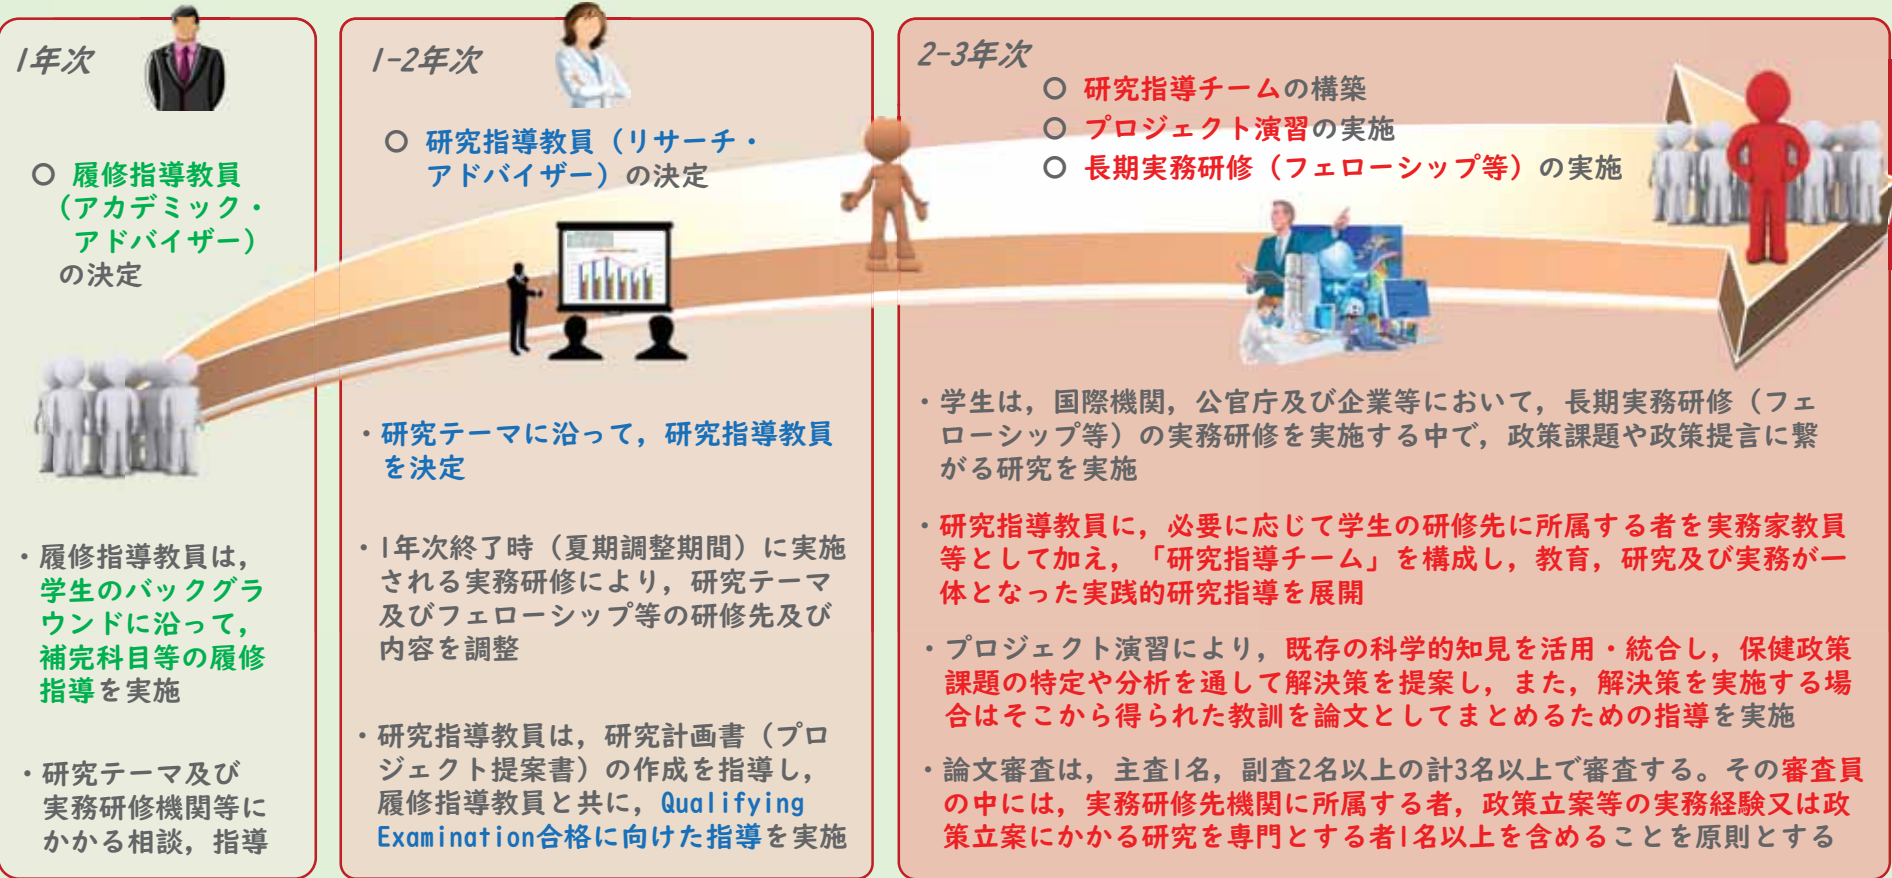 1年次
○ 履修指導教員
（アカデミック・
アドバイザー）
の決定
・履修指導教員は，
学生のバックグラ
ウンドに沿って，
補完科目等の履修
指導を実施
・研究テーマ及び
実務研修機関等に
かかる相談，指導
1-2年次
○ 研究指導教員（リサーチ・
アドバイザー）の決定
・研究テーマに沿って，研究指導教員
を決定
・1年次終了時（夏期調整期間）に実施
される実務研修により，研究テーマ
及びフェローシップ等の研修先及び
内容を調整
・研究指導教員は，研究計画書（プロ
ジェクト提案書）の作成を指導し，
履修指導教員と共に，Qualifying
Examination合格に向けた指導を実施
2-3年次
○ 研究指導チームの構築
○ プロジェクト演習の実施
○ 長期実務研修（フェローシップ等）の実施
・学生は，国際機関，公官庁及び企業等において，長期実務研修（フェ
ローシップ等）の実務研修を実施する中で，政策課題や政策提言に繋
がる研究を実施
・研究指導教員に，必要に応じて学生の研修先に所属する者を実務家教員
等として加え，「研究指導チーム」を構成し，教育，研究及び実務が一
体となった実践的研究指導を展開
・プロジェクト演習により，既存の科学的知見を活用・統合し，保健政策
課題の特定や分析を通して解決策を提案し，また，解決策を実施する場
合はそこから得られた教訓を論文としてまとめるための指導を実施
・論文審査は，主査1名，副査2名以上の計3名以上で審査する。その審査員
の中には，実務研修先機関に所属する者，政策立案等の実務経験又は政
策立案にかかる研究を専門とする者1名以上を含めることを原則とする